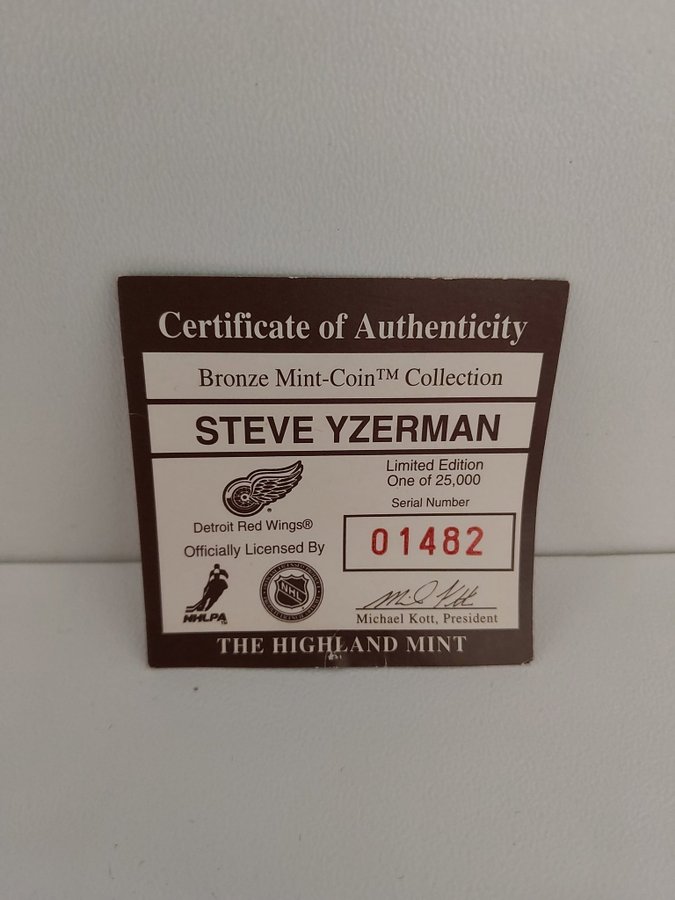 Certificate of Authenticity
Bronze Mint-Coin™ Collection
STEVE YZERMAN
Limited Edition
One of 25,000
Serial Number
01482
Detroit Red Wings®
Officially Licensed By
NHLPA™
NHL
Michael Kott, President
THE HIGHLAND MINT